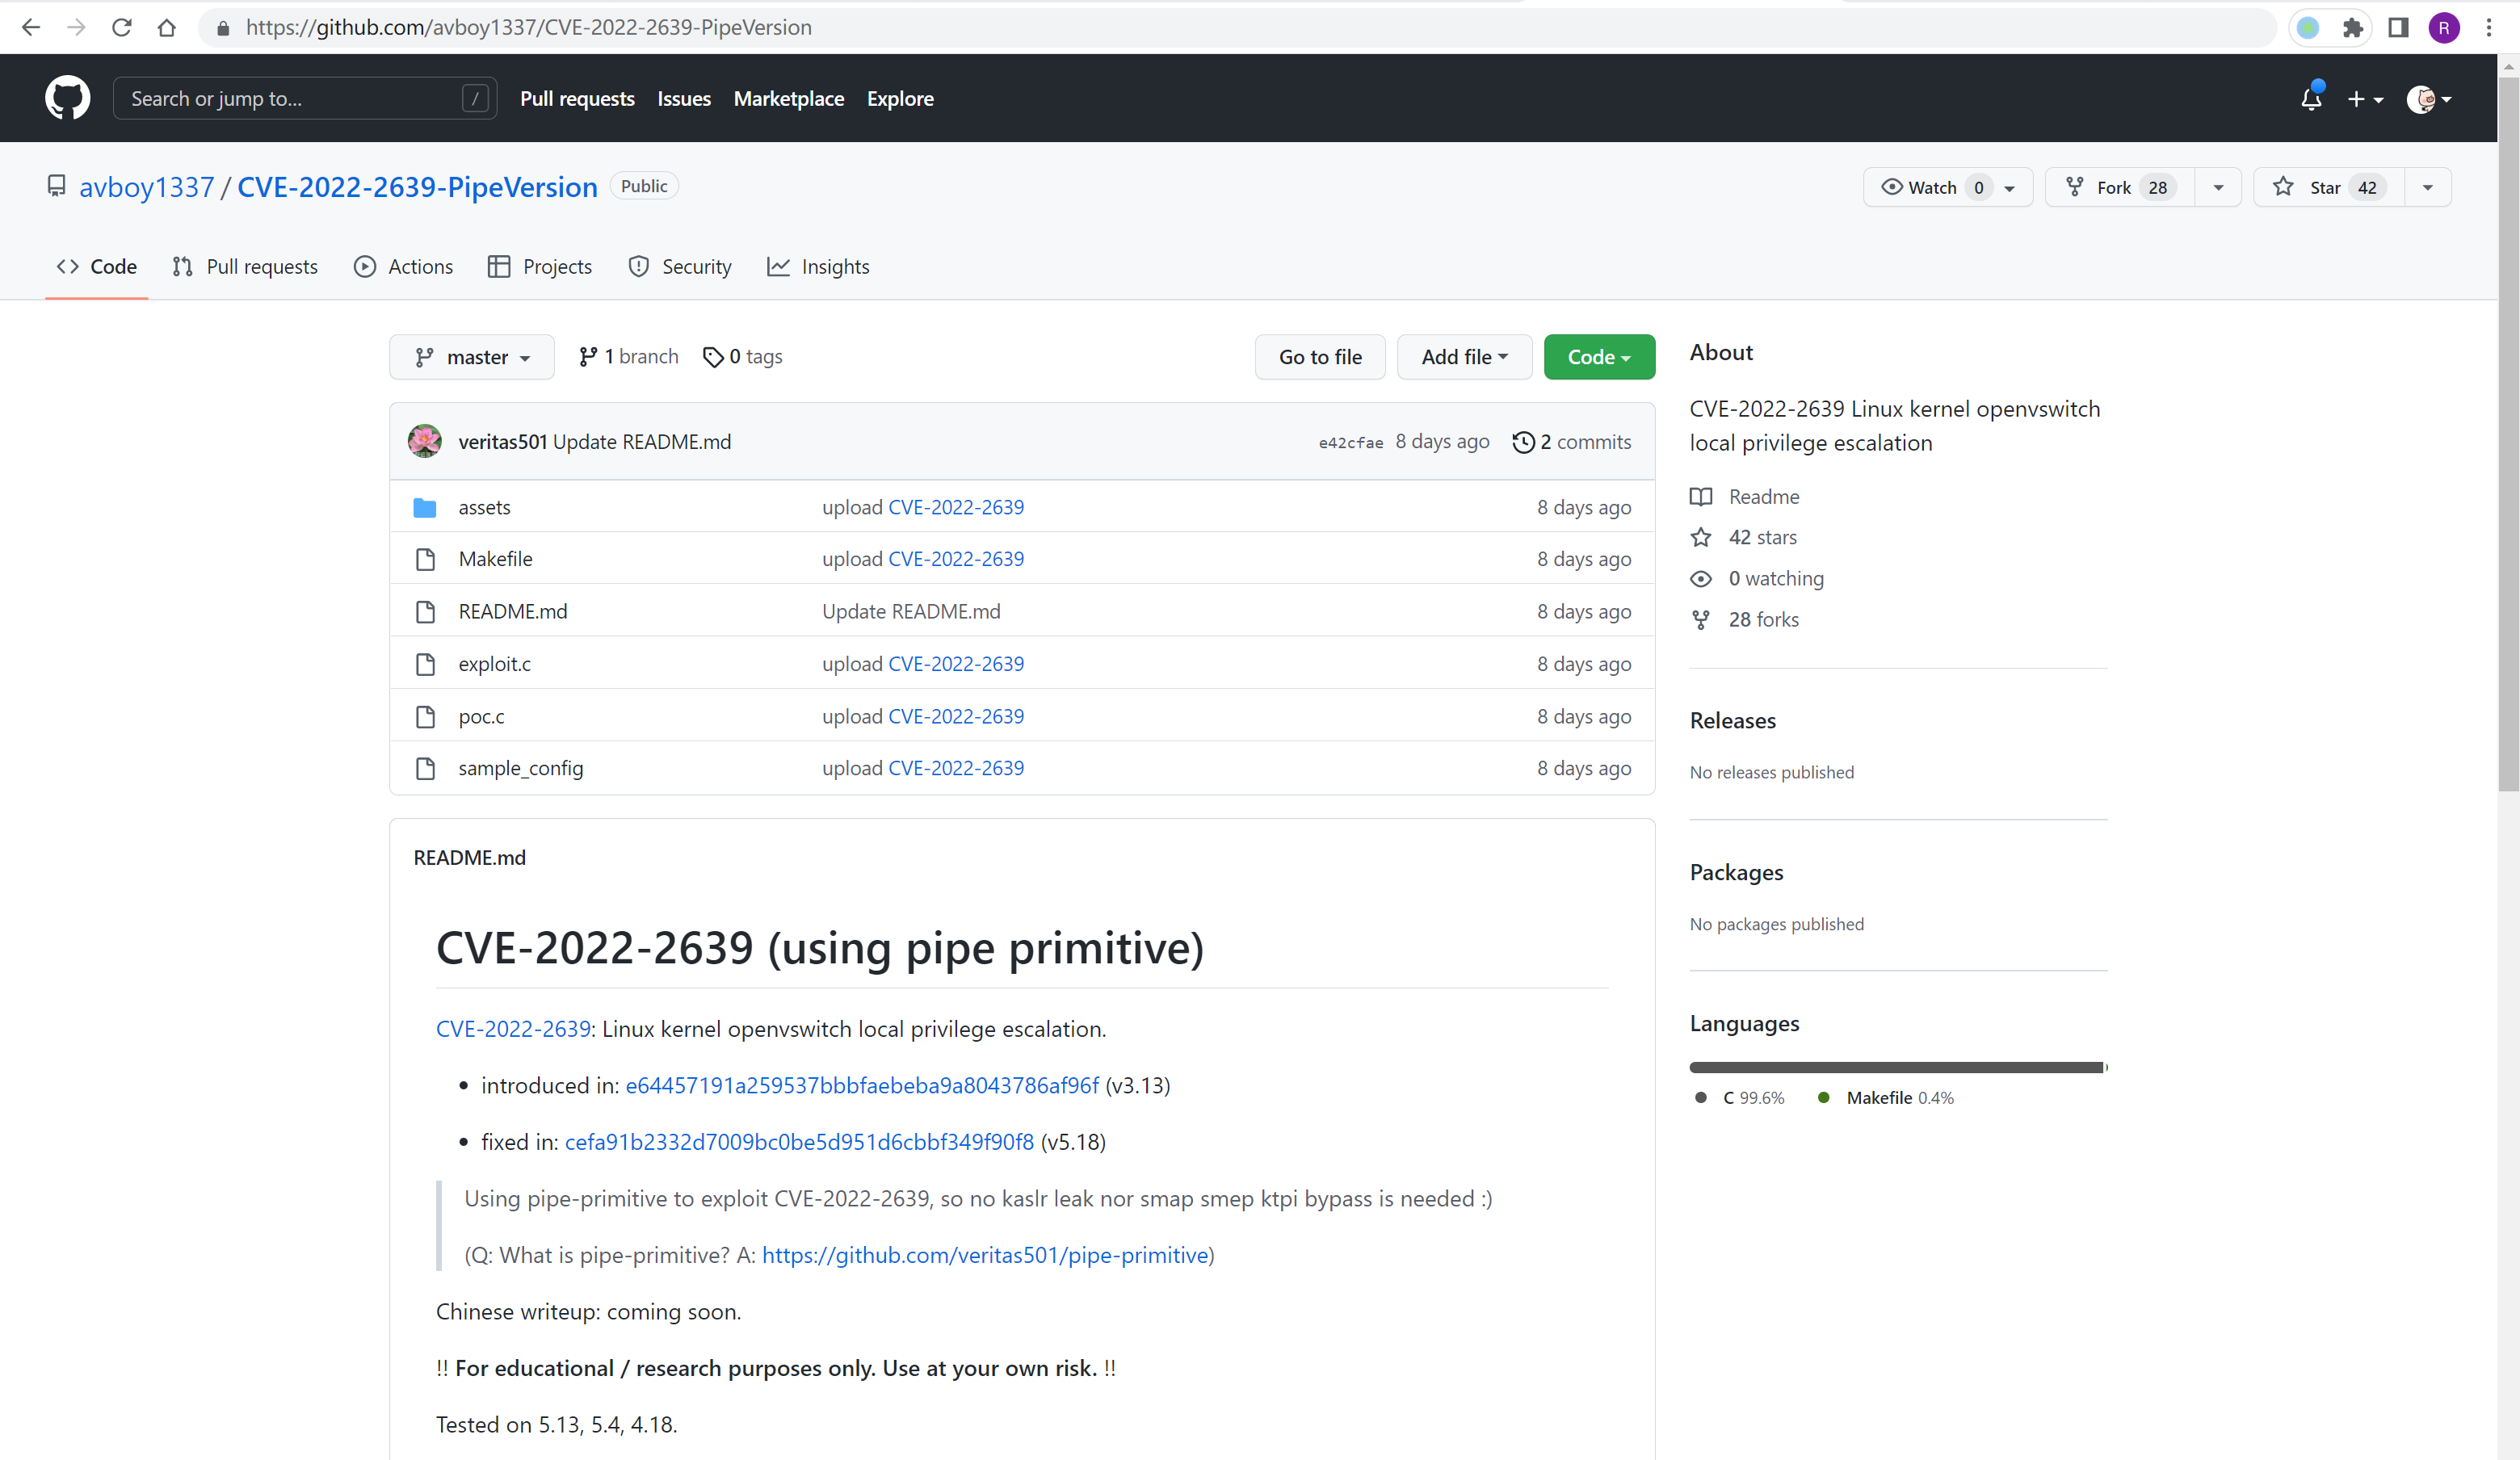 https://github.com/avboy1337/CVE-2022-2639-PipeVersion
R
Search or jump to...
/
Pull requests
Issues
Marketplace
Explore
avboy1337 / CVE-2022-2639-PipeVersion
Public
Watch 0
Fork 28
Star 42
Code
Pull requests
Actions
Projects
Security
Insights
master
1 branch
0 tags
Go to file
Add file
Code
veritas501 Update README.md
e42cfae 8 days ago
2 commits
assets upload CVE-2022-2639 8 days ago
Makefile upload CVE-2022-2639 8 days ago
README.md Update README.md 8 days ago
exploit.c upload CVE-2022-2639 8 days ago
poc.c upload CVE-2022-2639 8 days ago
sample_config upload CVE-2022-2639 8 days ago
README.md
CVE-2022-2639 (using pipe primitive)
CVE-2022-2639: Linux kernel openvswitch local privilege escalation.
• introduced in: e64457191a259537bbbfaebeba9a8043786af96f (v3.13)
• fixed in: cefa91b2332d7009bc0be5d951d6cbbf349f90f8 (v5.18)
Using pipe-primitive to exploit CVE-2022-2639, so no kaslr leak nor smap smep ktpi bypass is needed :)
(Q: What is pipe-primitive? A: https://github.com/veritas501/pipe-primitive)
Chinese writeup: coming soon.
!! For educational / research purposes only. Use at your own risk. !!
Tested on 5.13, 5.4, 4.18.
About
CVE-2022-2639 Linux kernel openvswitch
local privilege escalation
Readme
42 stars
0 watching
28 forks
Releases
No releases published
Packages
No packages published
Languages
C 99.6%
Makefile 0.4%